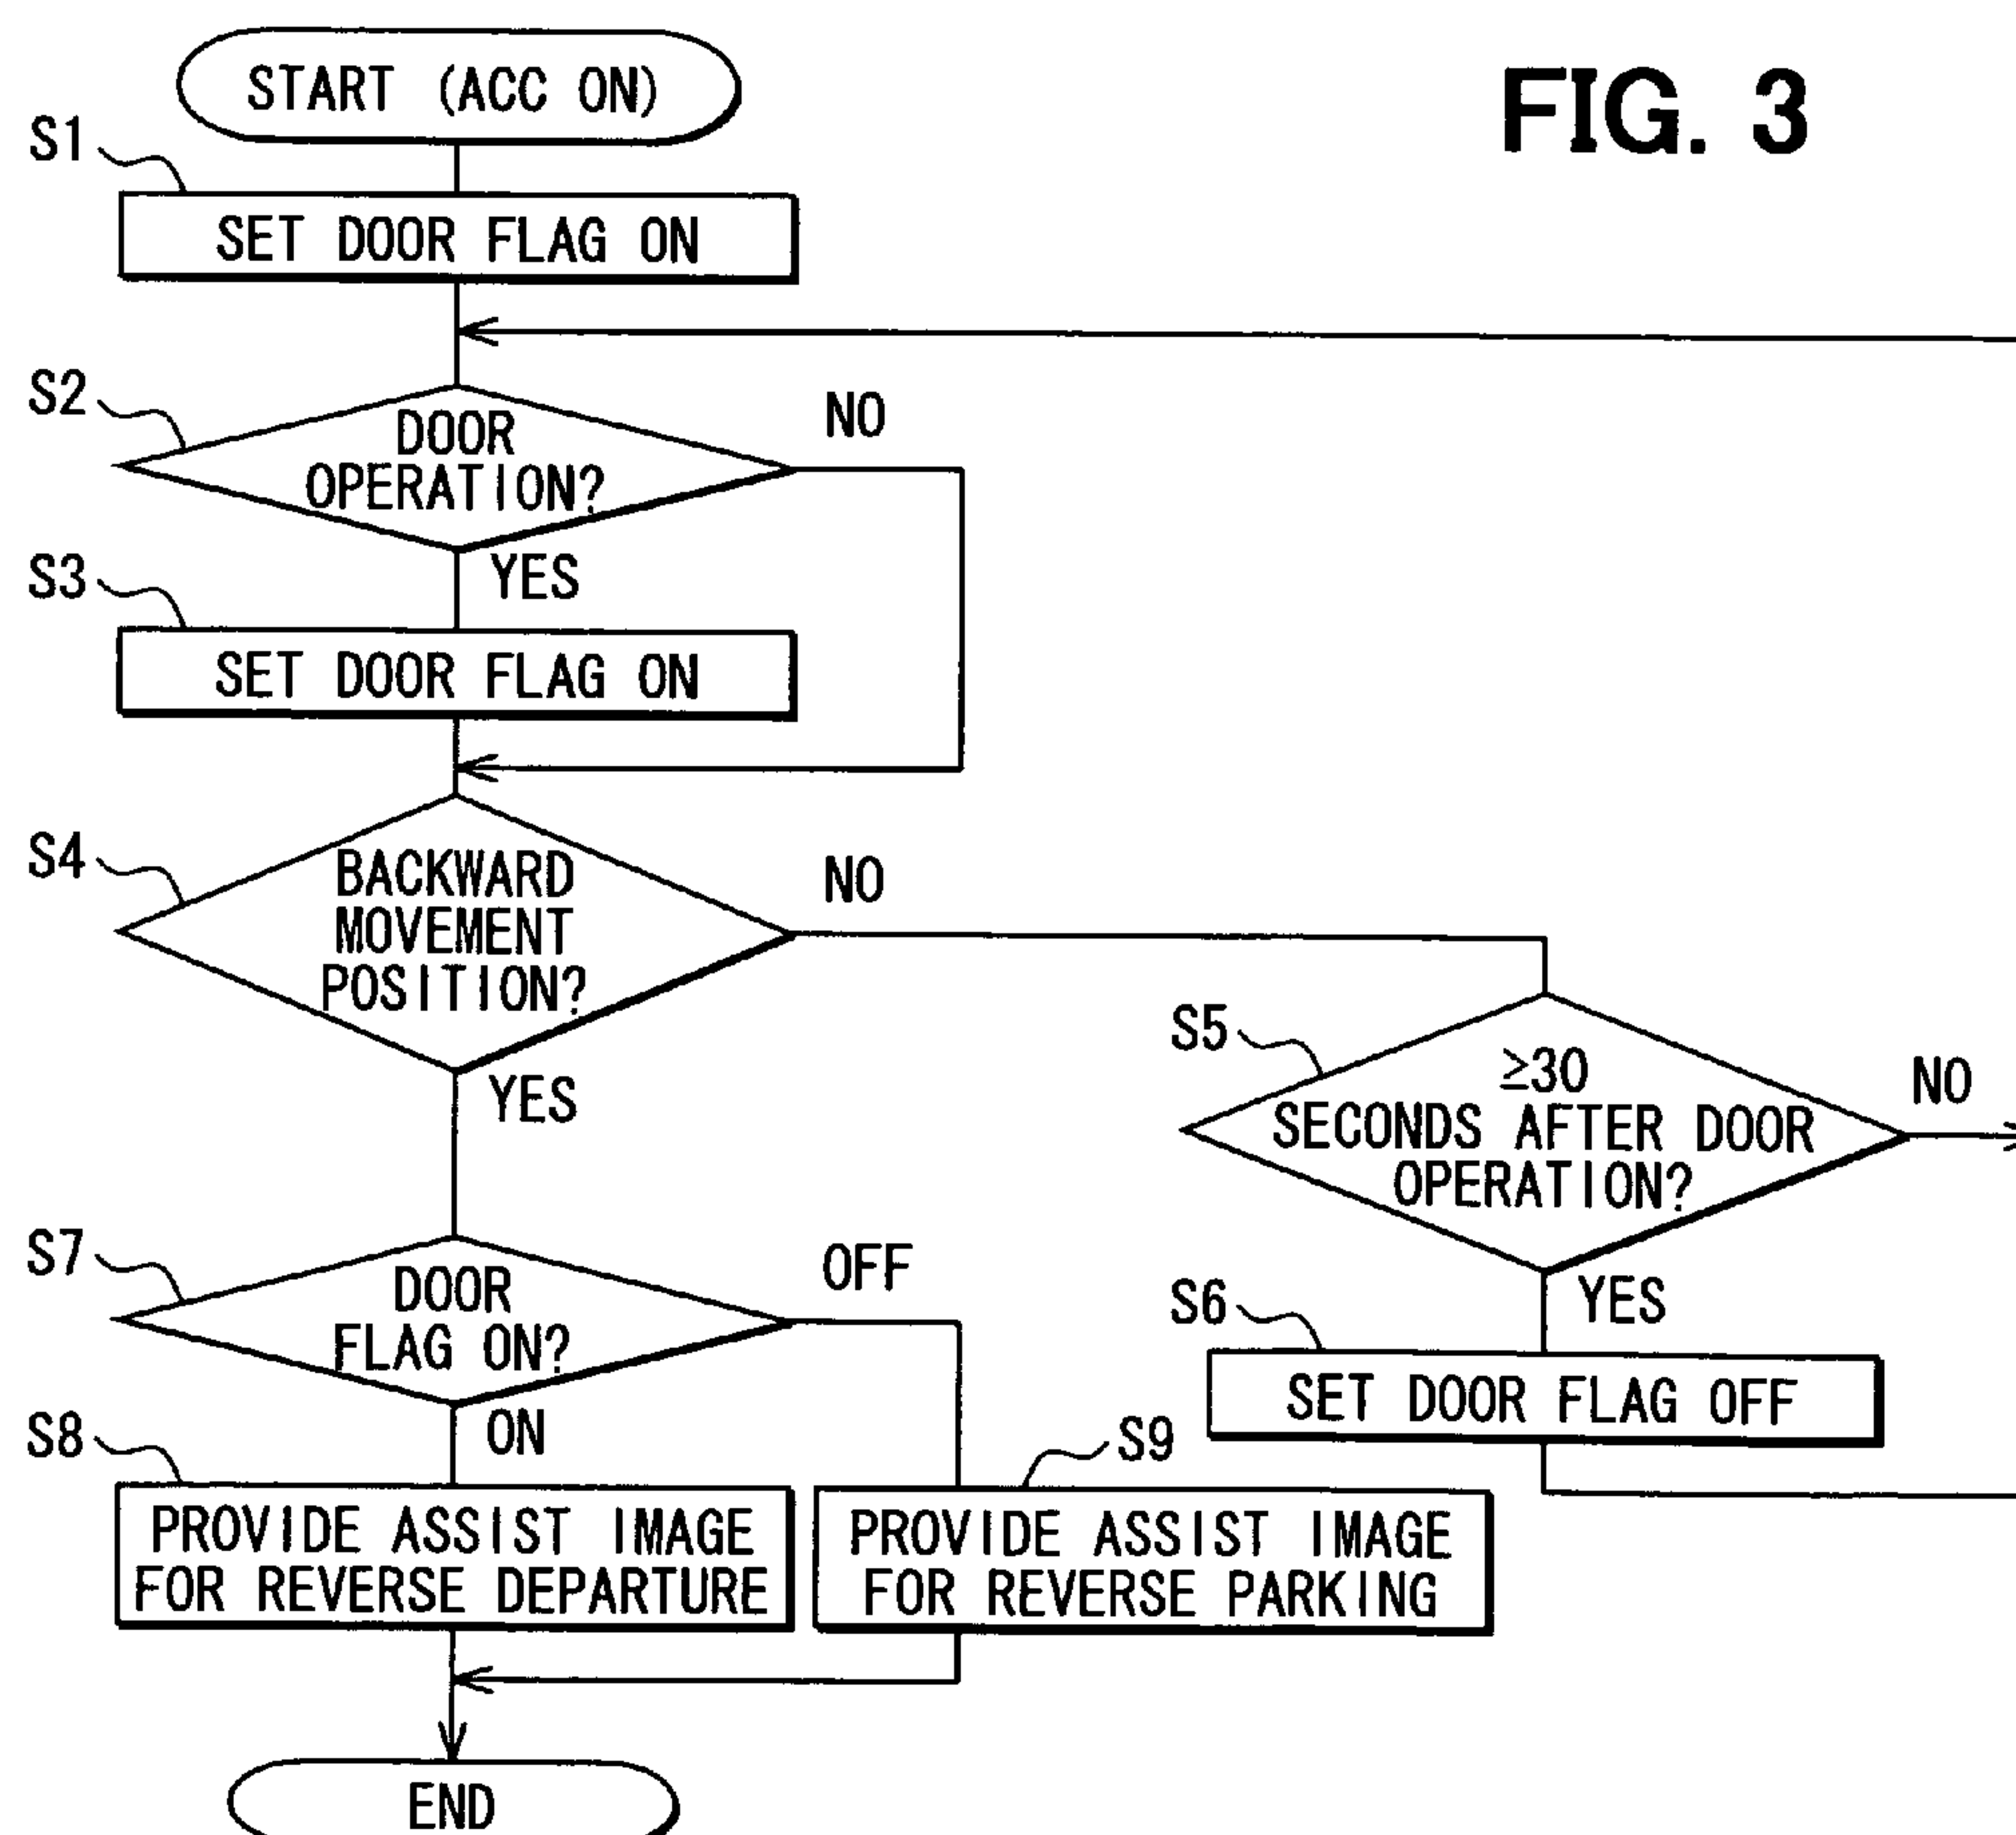 FIG. 3
START (ACC ON)
S1
SET DOOR FLAG ON
S2
DOOR
OPERATION?
NO
YES
S3
SET DOOR FLAG ON
S4
BACKWARD
MOVEMENT
POSITION?
NO
YES
S5
≥30
SECONDS AFTER DOOR
OPERATION?
NO
YES
S6
SET DOOR FLAG OFF
S7
DOOR
FLAG ON?
OFF
ON
S8
PROVIDE ASSIST IMAGE
FOR REVERSE DEPARTURE
S9
PROVIDE ASSIST IMAGE
FOR REVERSE PARKING
END